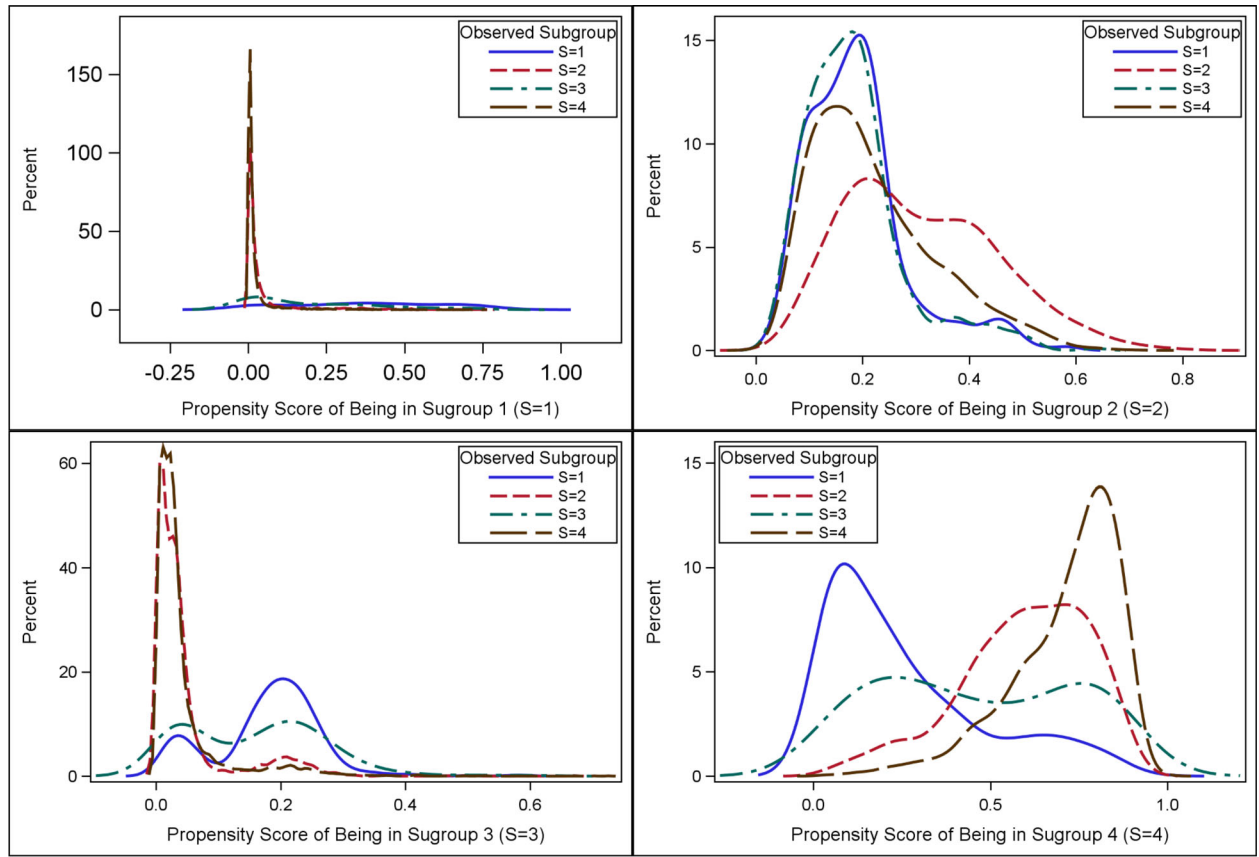 Observed Subgroup
S=1
S=2
S=3
S=4
150
100
50
0
Percent
-0.25 0.00 0.25 0.50 0.75 1.00
Propensity Score of Being in Sugroup 1 (S=1)
Observed Subgroup
S=1
S=2
S=3
S=4
15
10
5
0
Percent
0.0 0.2 0.4 0.6 0.8
Propensity Score of Being in Sugroup 2 (S=2)
Observed Subgroup
S=1
S=2
S=3
S=4
60
40
20
0
Percent
0.0 0.2 0.4 0.6
Propensity Score of Being in Sugroup 3 (S=3)
Observed Subgroup
S=1
S=2
S=3
S=4
15
10
5
0
Percent
0.0 0.5 1.0
Propensity Score of Being in Sugroup 4 (S=4)